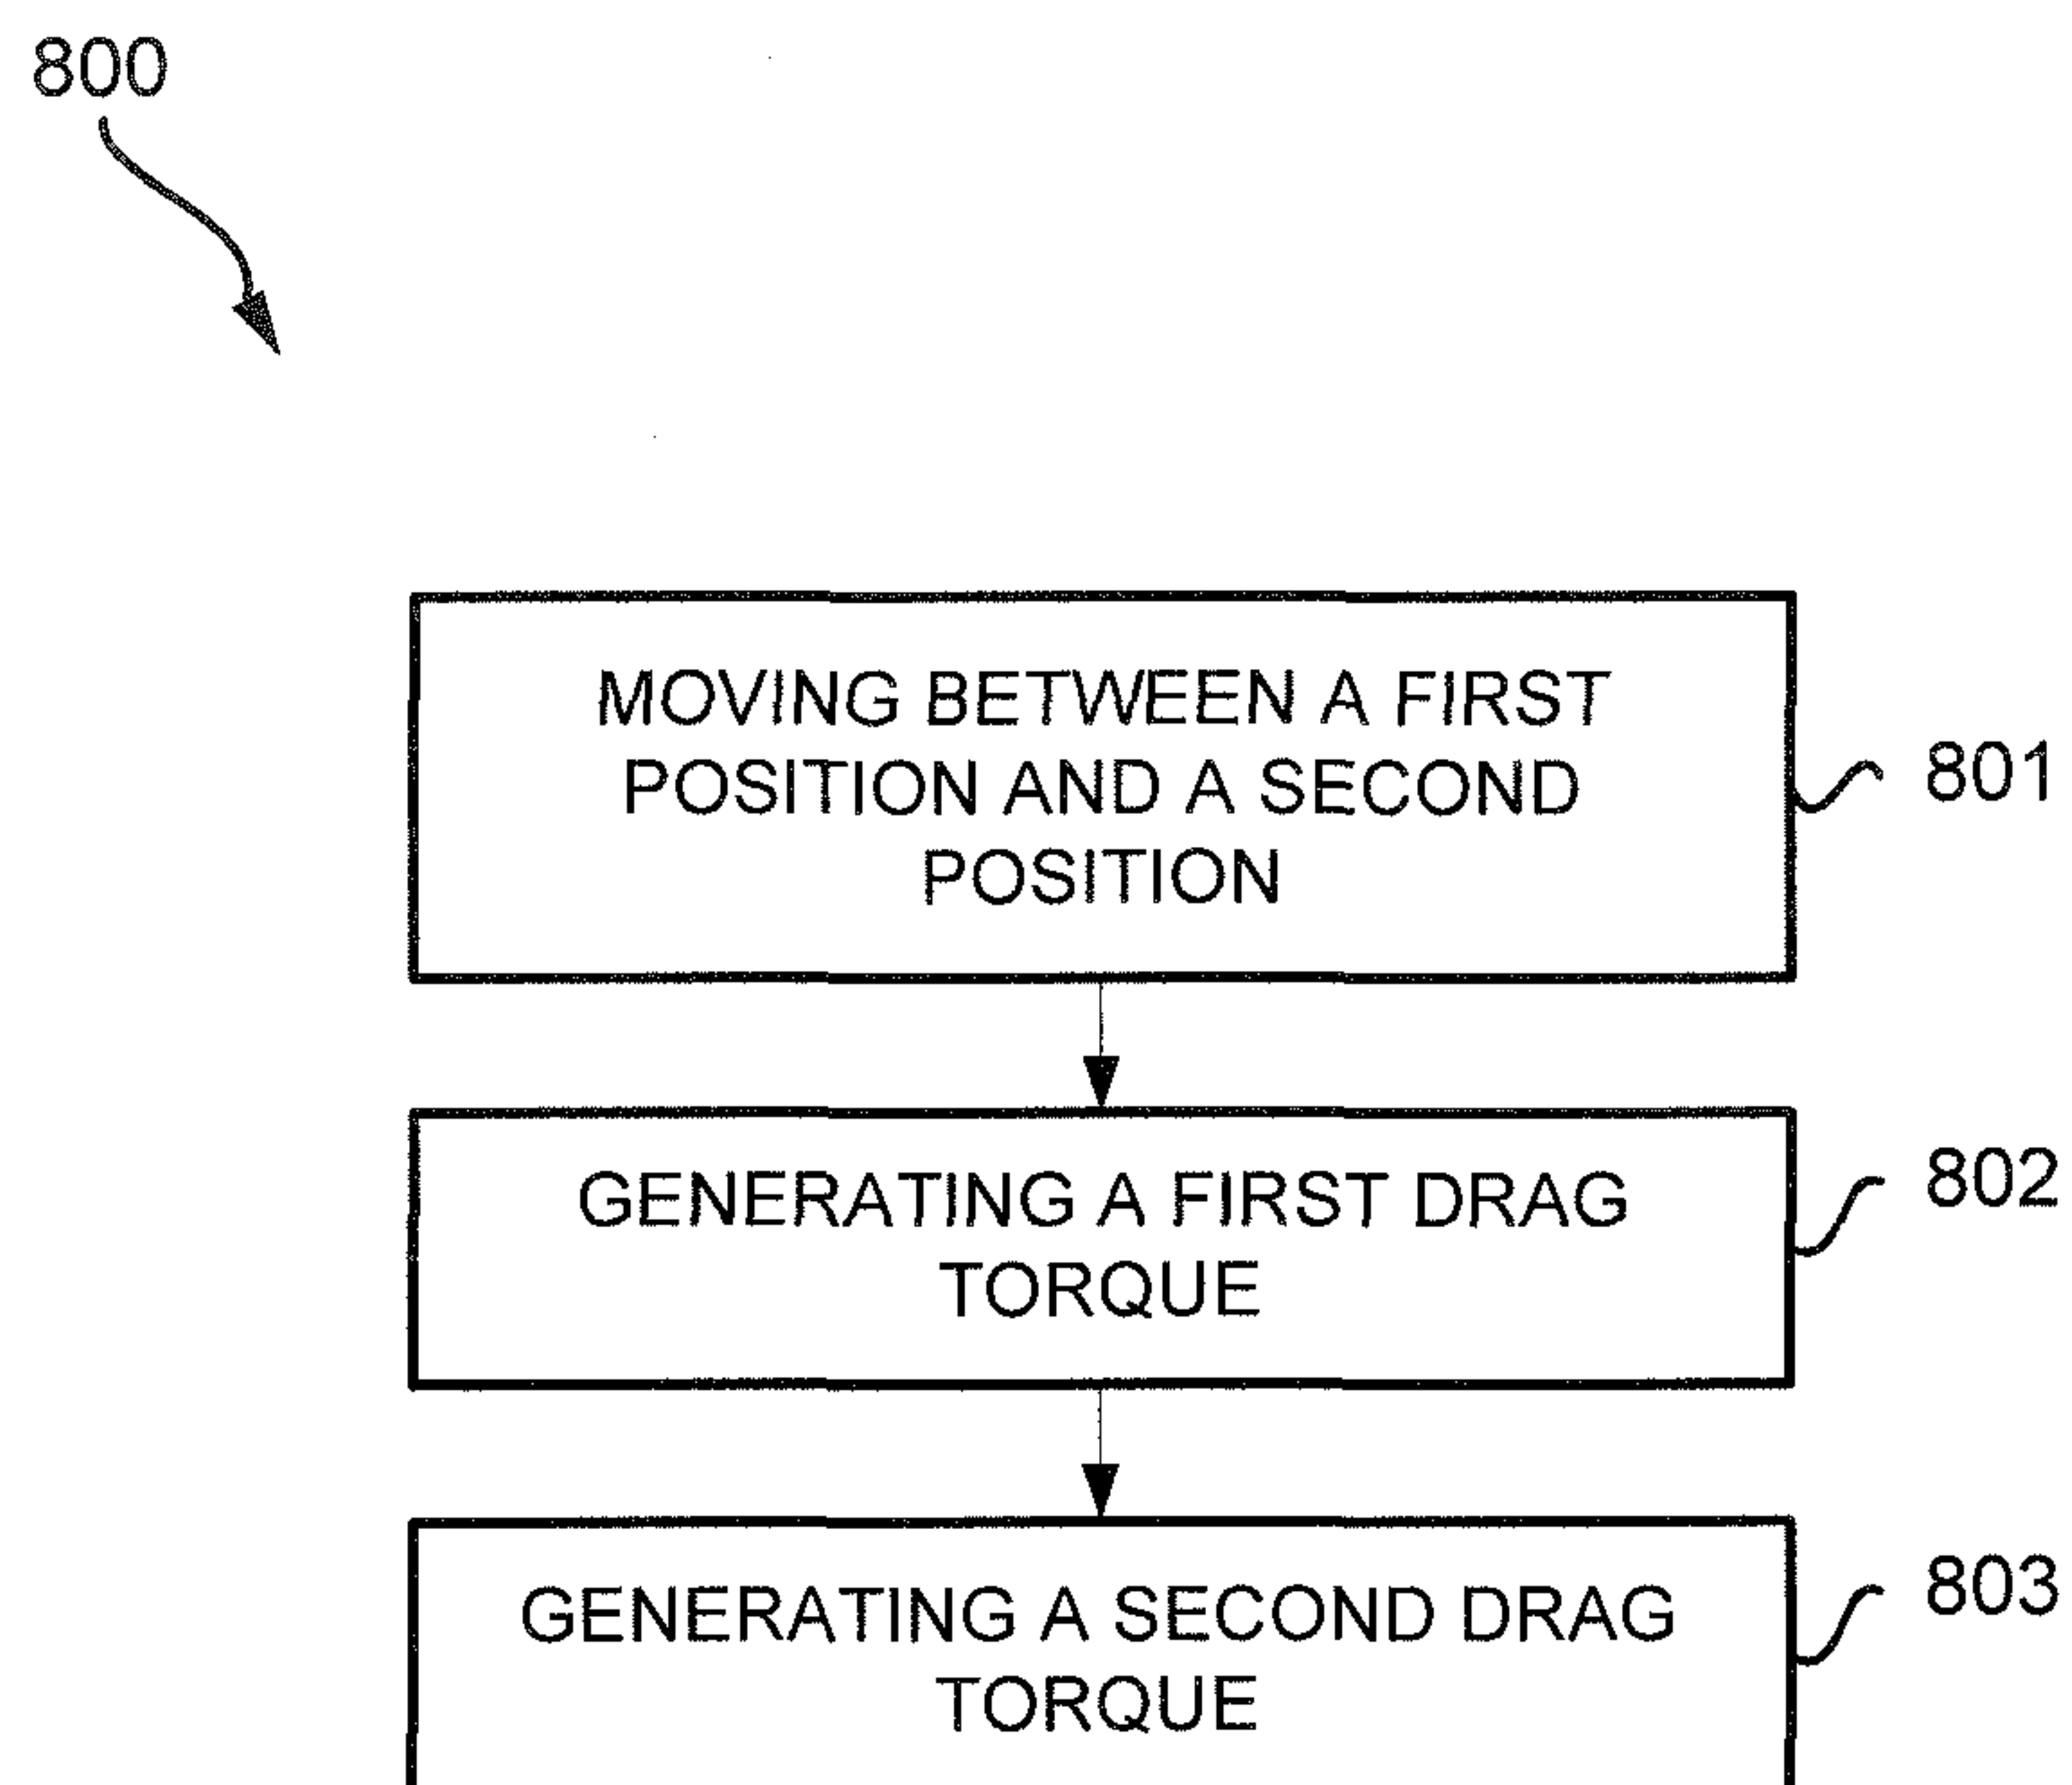 800
MOVING BETWEEN A FIRST
POSITION AND A SECOND
POSITION
801
GENERATING A FIRST DRAG
TORQUE
802
GENERATING A SECOND DRAG
TORQUE
803